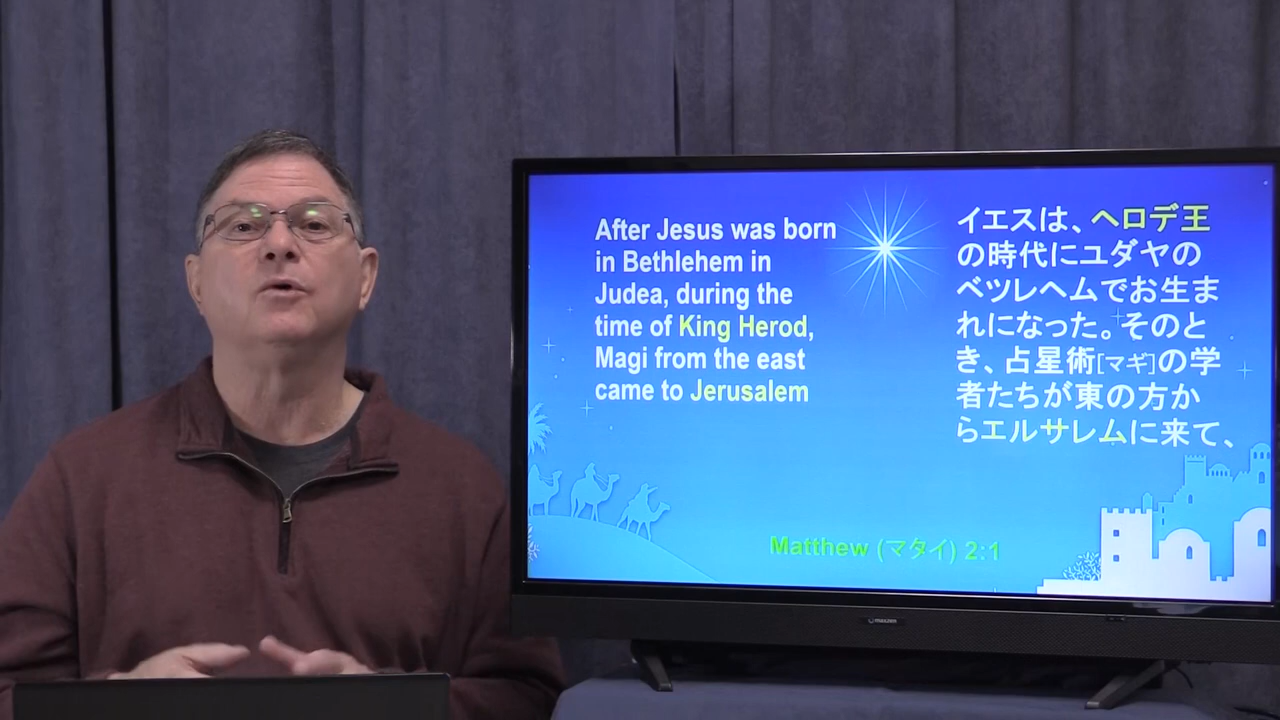 After Jesus was born
in Bethlehem in
Judea, during the
time of King Herod,
Magi from the east
came to Jerusalem
イエスは、ヘロデ王
の時代にユダヤの
ベツレヘムでお生ま
れになった。そのと
き、占星術[マギ]の学
者たちが東の方か
らエルサレムに来て、
Matthew (マタイ) 2:1
maxzen